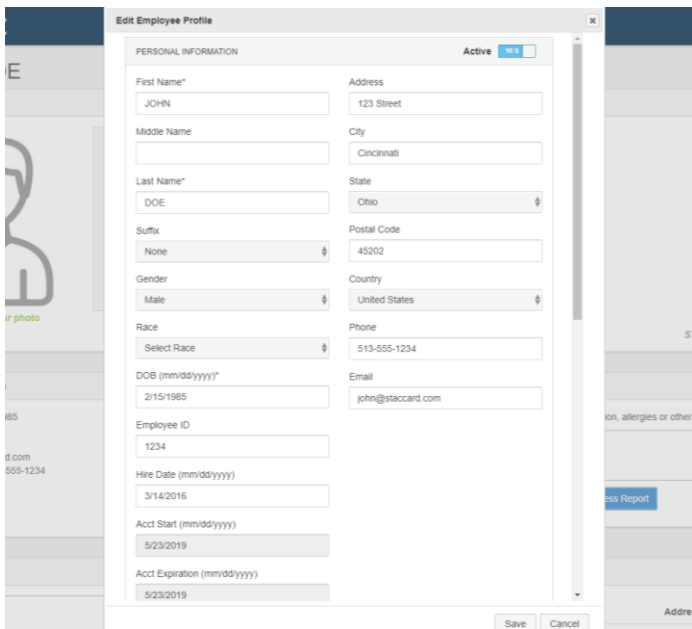 Edit Employee Profile
x
PERSONAL INFORMATION
Active YES
First Name*
JOHN
Middle Name
Last Name*
DOE
Suffix
None
Gender
Male
Race
Select Race
DOB (mm/dd/yyyy)*
2/15/1985
Employee ID
1234
Hire Date (mm/dd/yyyy)
3/14/2016
Acct Start (mm/dd/yyyy)
5/23/2019
Acct Expiration (mm/dd/yyyy)
5/23/2019
Address
123 Street
City
Cincinnati
State
Ohio
Postal Code
45202
Country
United States
Phone
513-555-1234
Email
john@staccard.com
Save
Cancel
OE
ur photo
985
d.com
555-1234
ion, allergies or other
ess Report
Addre